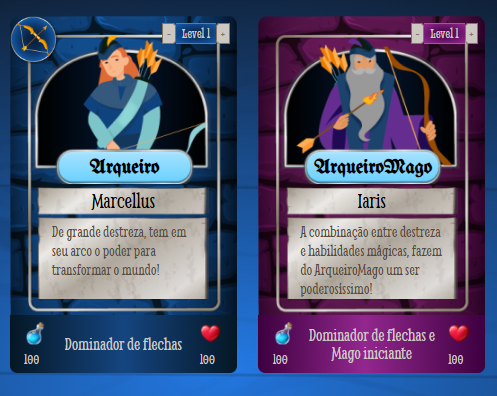 - Level 1 +
Arqueiro
Marcellus
De grande destreza, tem em
seu arco o poder para
transformar o mundo!
Dominador de flechas
100
100
- Level 1 +
ArqueiroMago
Iaris
A combinação entre destreza
e habilidades mágicas, fazem
do ArqueiroMago um ser
poderosíssimo!
Dominador de flechas e
Mago iniciante
100
100